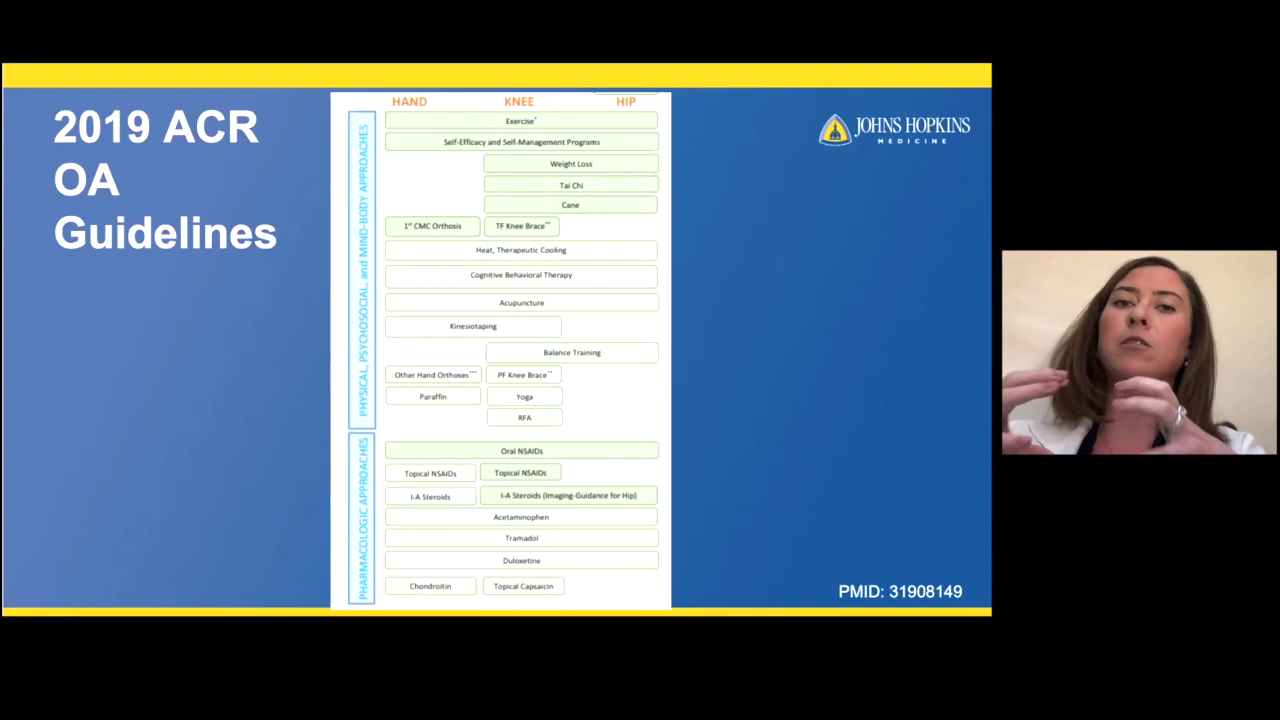 2019 ACR
OA
Guidelines
HAND KNEE HIP
PHYSICAL, PSYCHOSOCIAL, and MIND-BODY APPROACHES
Exercise*
Self-Efficacy and Self-Management Programs
Weight Loss
Tai Chi
Cane
1st CMC Orthosis TF Knee Brace**
Heat, Therapeutic Cooling
Cognitive Behavioral Therapy
Acupuncture
Kinesiotaping
Balance Training
Other Hand Orthoses*** PF Knee Brace**
Paraffin Yoga
RFA
PHARMACOLOGIC APPROACHES
Oral NSAIDs
Topical NSAIDs Topical NSAIDs
I-A Steroids I-A Steroids (Imaging-Guidance for Hip)
Acetaminophen
Tramadol
Duloxetine
Chondroitin Topical Capsaicin
JOHNS HOPKINS
MEDICINE
PMID: 31908149